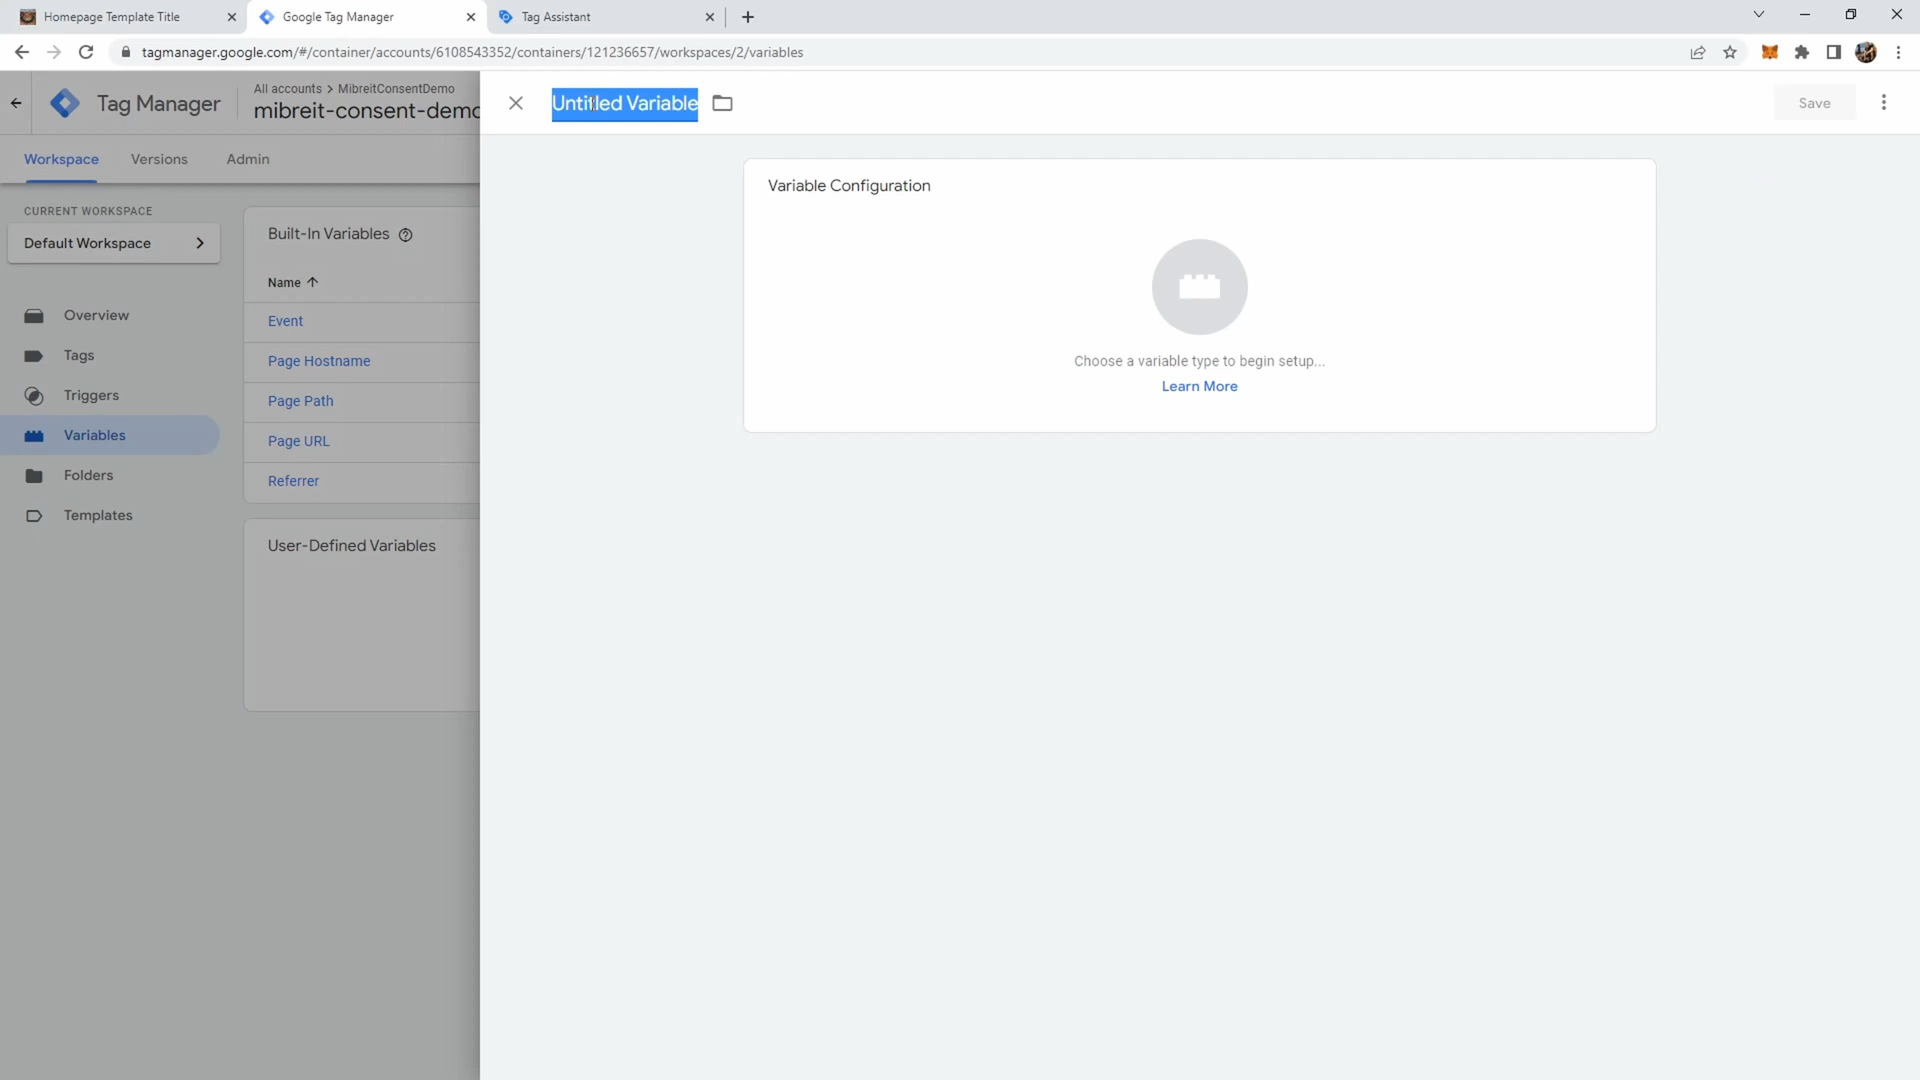 Homepage Template Title
Google Tag Manager
Tag Assistant
tagmanager.google.com/#/container/accounts/6108543352/containers/121236657/workspaces/2/variables
Tag Manager
All accounts > MibreitConsentDemo
mibreit-consent-demo
Untitled Variable
Save
Workspace
Versions
Admin
CURRENT WORKSPACE
Default Workspace
Overview
Tags
Triggers
Variables
Folders
Templates
Built-In Variables
Name
Event
Page Hostname
Page Path
Page URL
Referrer
User-Defined Variables
Variable Configuration
Choose a variable type to begin setup...
Learn More